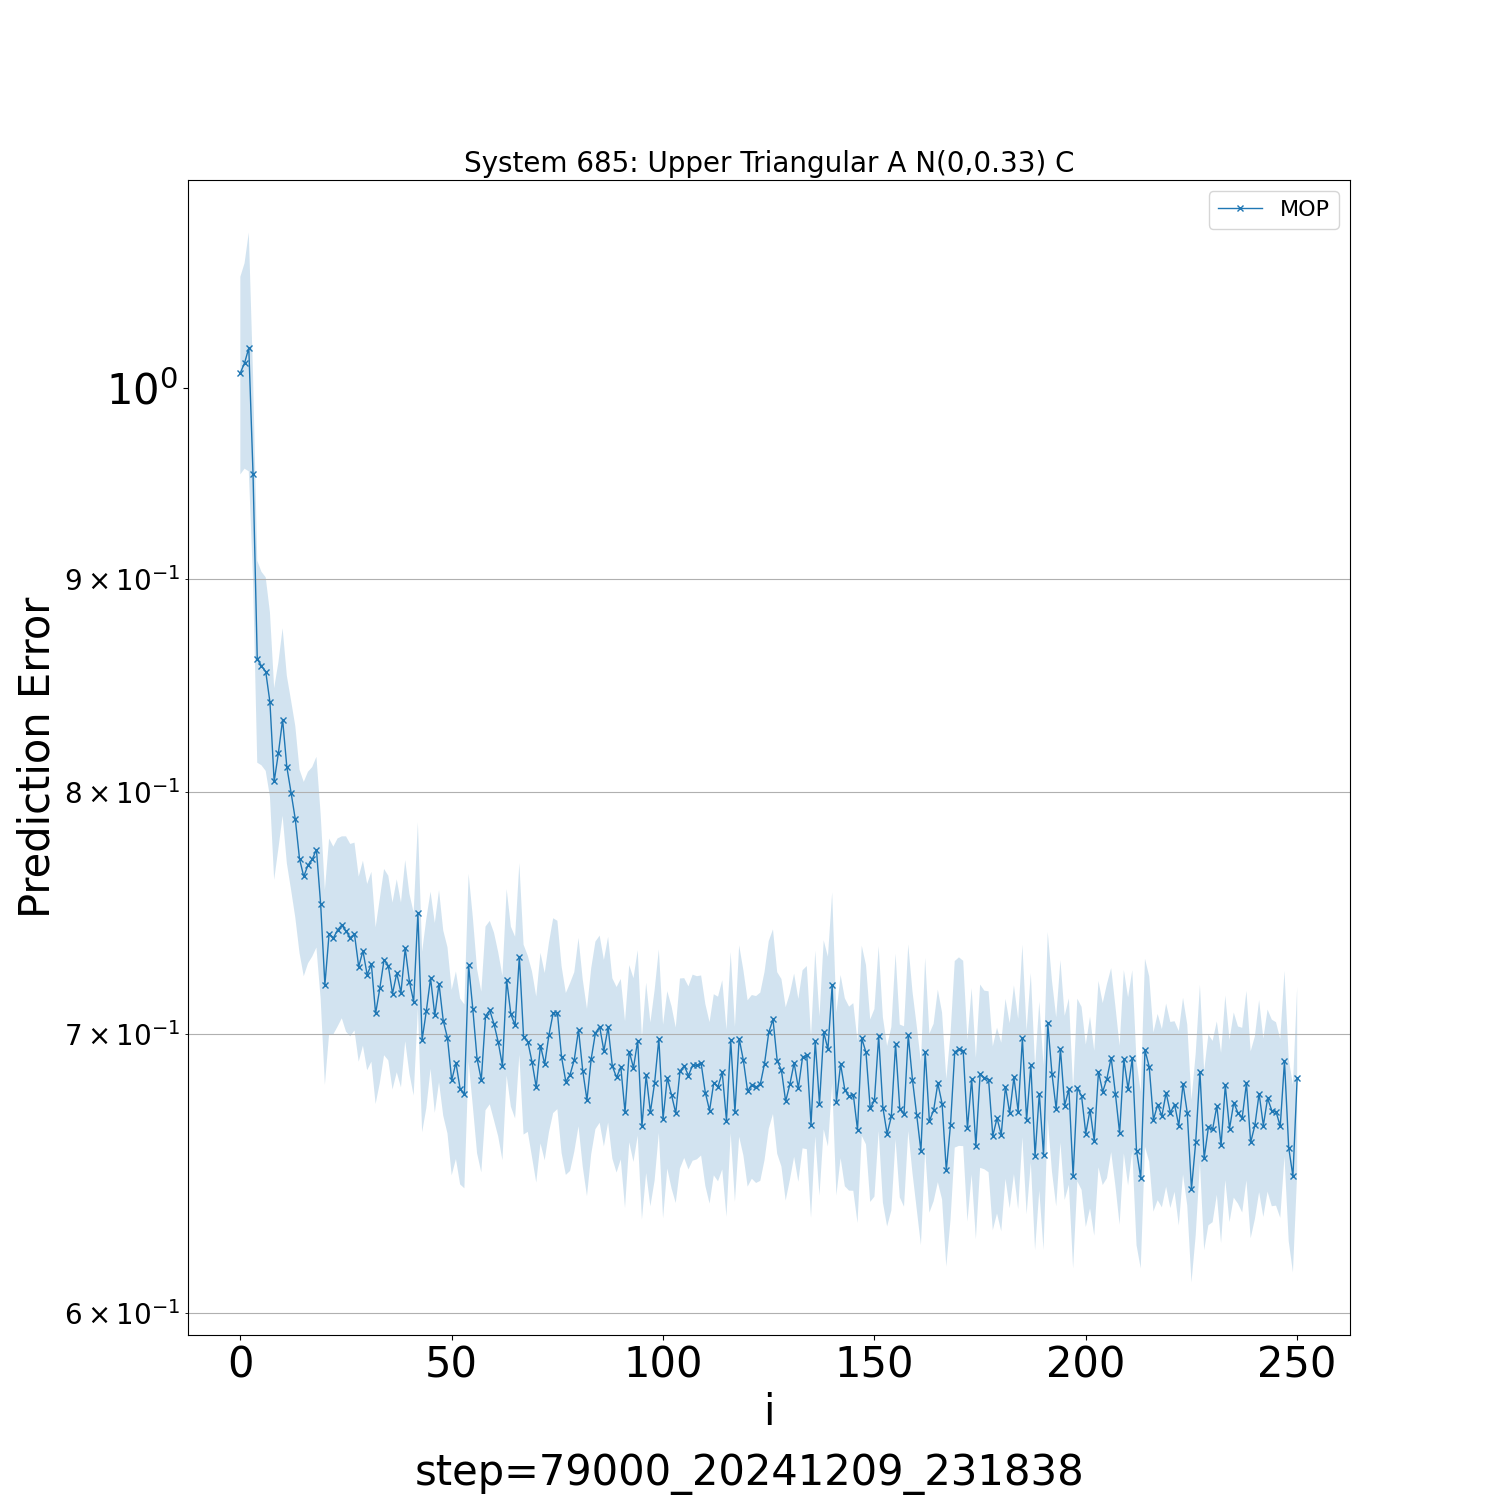 System 685: Upper Triangular A N(0,0.33) C
MOP
10⁰
9 × 10⁻¹
8 × 10⁻¹
7 × 10⁻¹
6 × 10⁻¹
Prediction Error
0 50 100 150 200 250
i
step=79000_20241209_231838